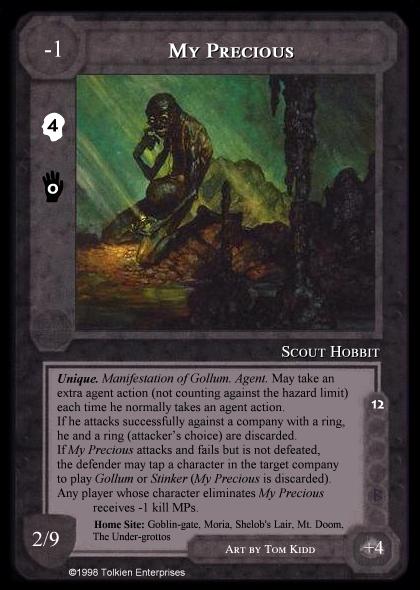 -1
My Precious
4
0
Scout Hobbit
Unique. Manifestation of Gollum. Agent. May take an
extra agent action (not counting against the hazard limit)
each time he normally takes an agent action.
If he attacks successfully against a company with a ring,
he and a ring (attacker's choice) are discarded.
If My Precious attacks and fails but is not defeated,
the defender may tap a character in the target company
to play Gollum or Stinker (My Precious is discarded).
Any player whose character eliminates My Precious
receives -1 kill MPs.
12
Home Site: Goblin-gate, Moria, Shelob's Lair, Mt. Doom,
The Under-grottos
2/9
Art by Tom Kidd
+4
©1998 Tolkien Enterprises